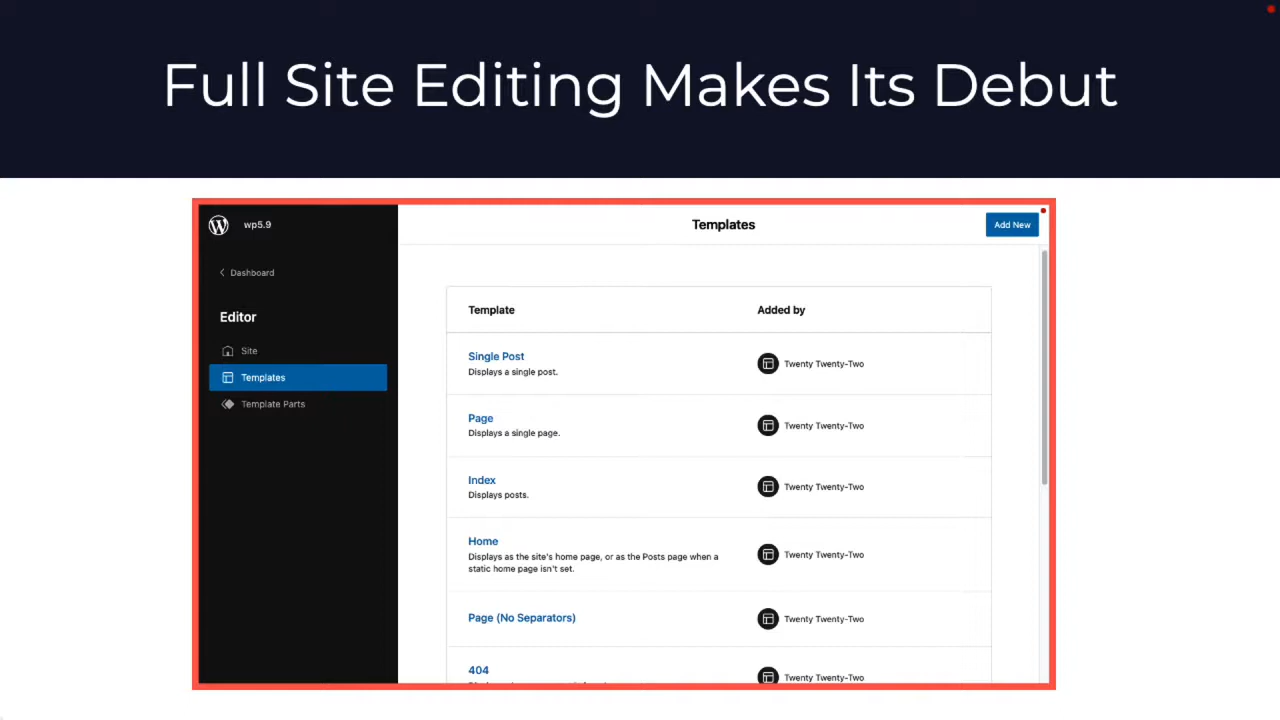 Full Site Editing Makes Its Debut
wp5.9
Templates
Add New
Dashboard
Editor
Site
Templates
Template Parts
Template
Added by
Single Post
Displays a single post.
Twenty Twenty-Two
Page
Displays a single page.
Twenty Twenty-Two
Index
Displays posts.
Twenty Twenty-Two
Home
Displays as the site's home page, or as the Posts page when a
static home page isn't set.
Twenty Twenty-Two
Page (No Separators)
Twenty Twenty-Two
404
Twenty Twenty-Two